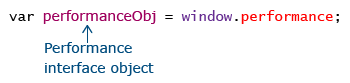 var performanceObj = window.performance;
Performance
interface object